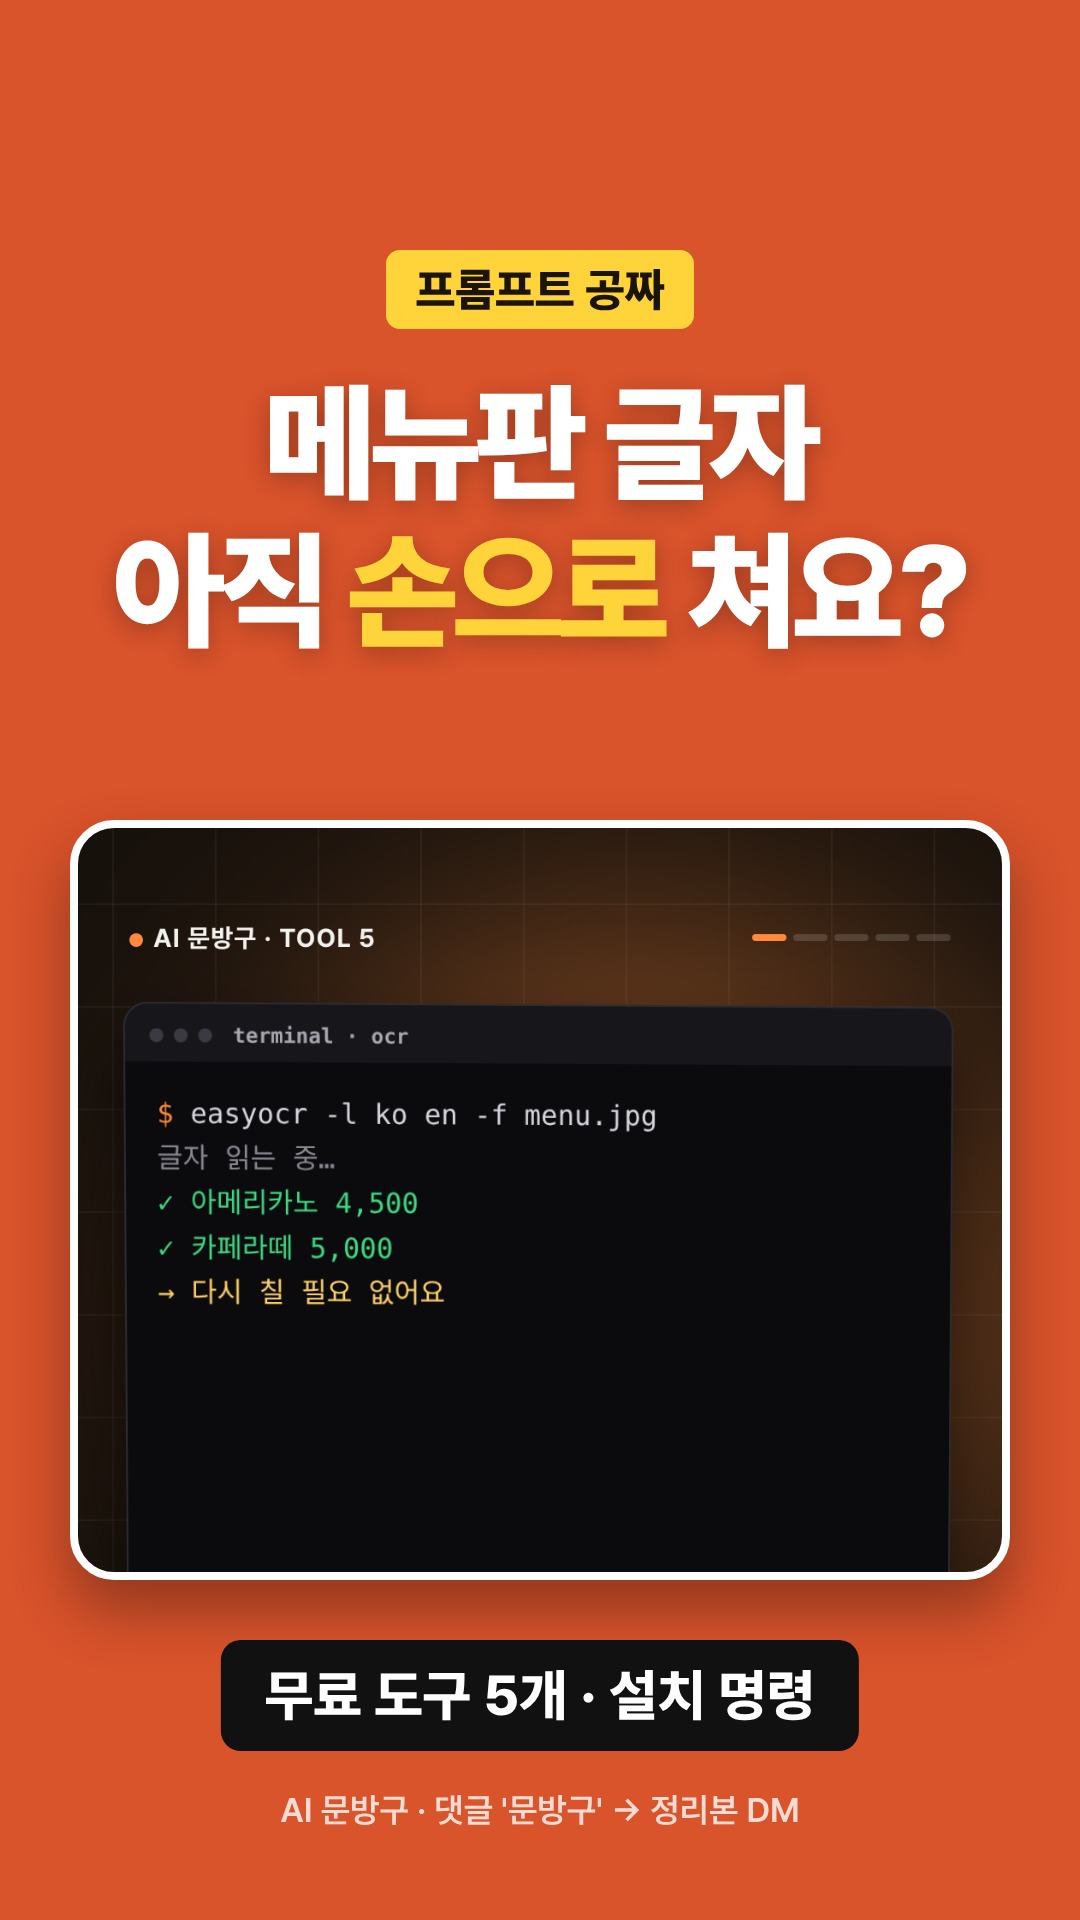 프롬프트 공짜
메뉴판 글자
아직 손으로 쳐요?
AI 문방구 · TOOL 5
terminal · ocr
$ easyocr -l ko en -f menu.jpg
글자 읽는 중…
✓ 아메리카노 4,500
✓ 카페라떼 5,000
→ 다시 칠 필요 없어요
무료 도구 5개 · 설치 명령
AI 문방구 · 댓글 '문방구' → 정리본 DM